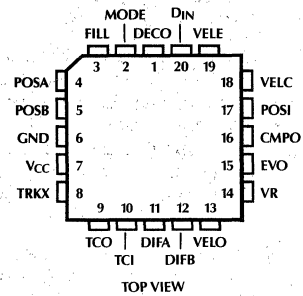 MODE DIN
FILL DECO VELE
3 2 1 20 19
POSA 4 18 VELC
POSB 5 17 POSI
GND 6 16 CMPO
VCC 7 15 EVO
TRKX 8 14 VR
9 10 11 12 13
TCO DIFA VELO
TCI DIFB
TOP VIEW